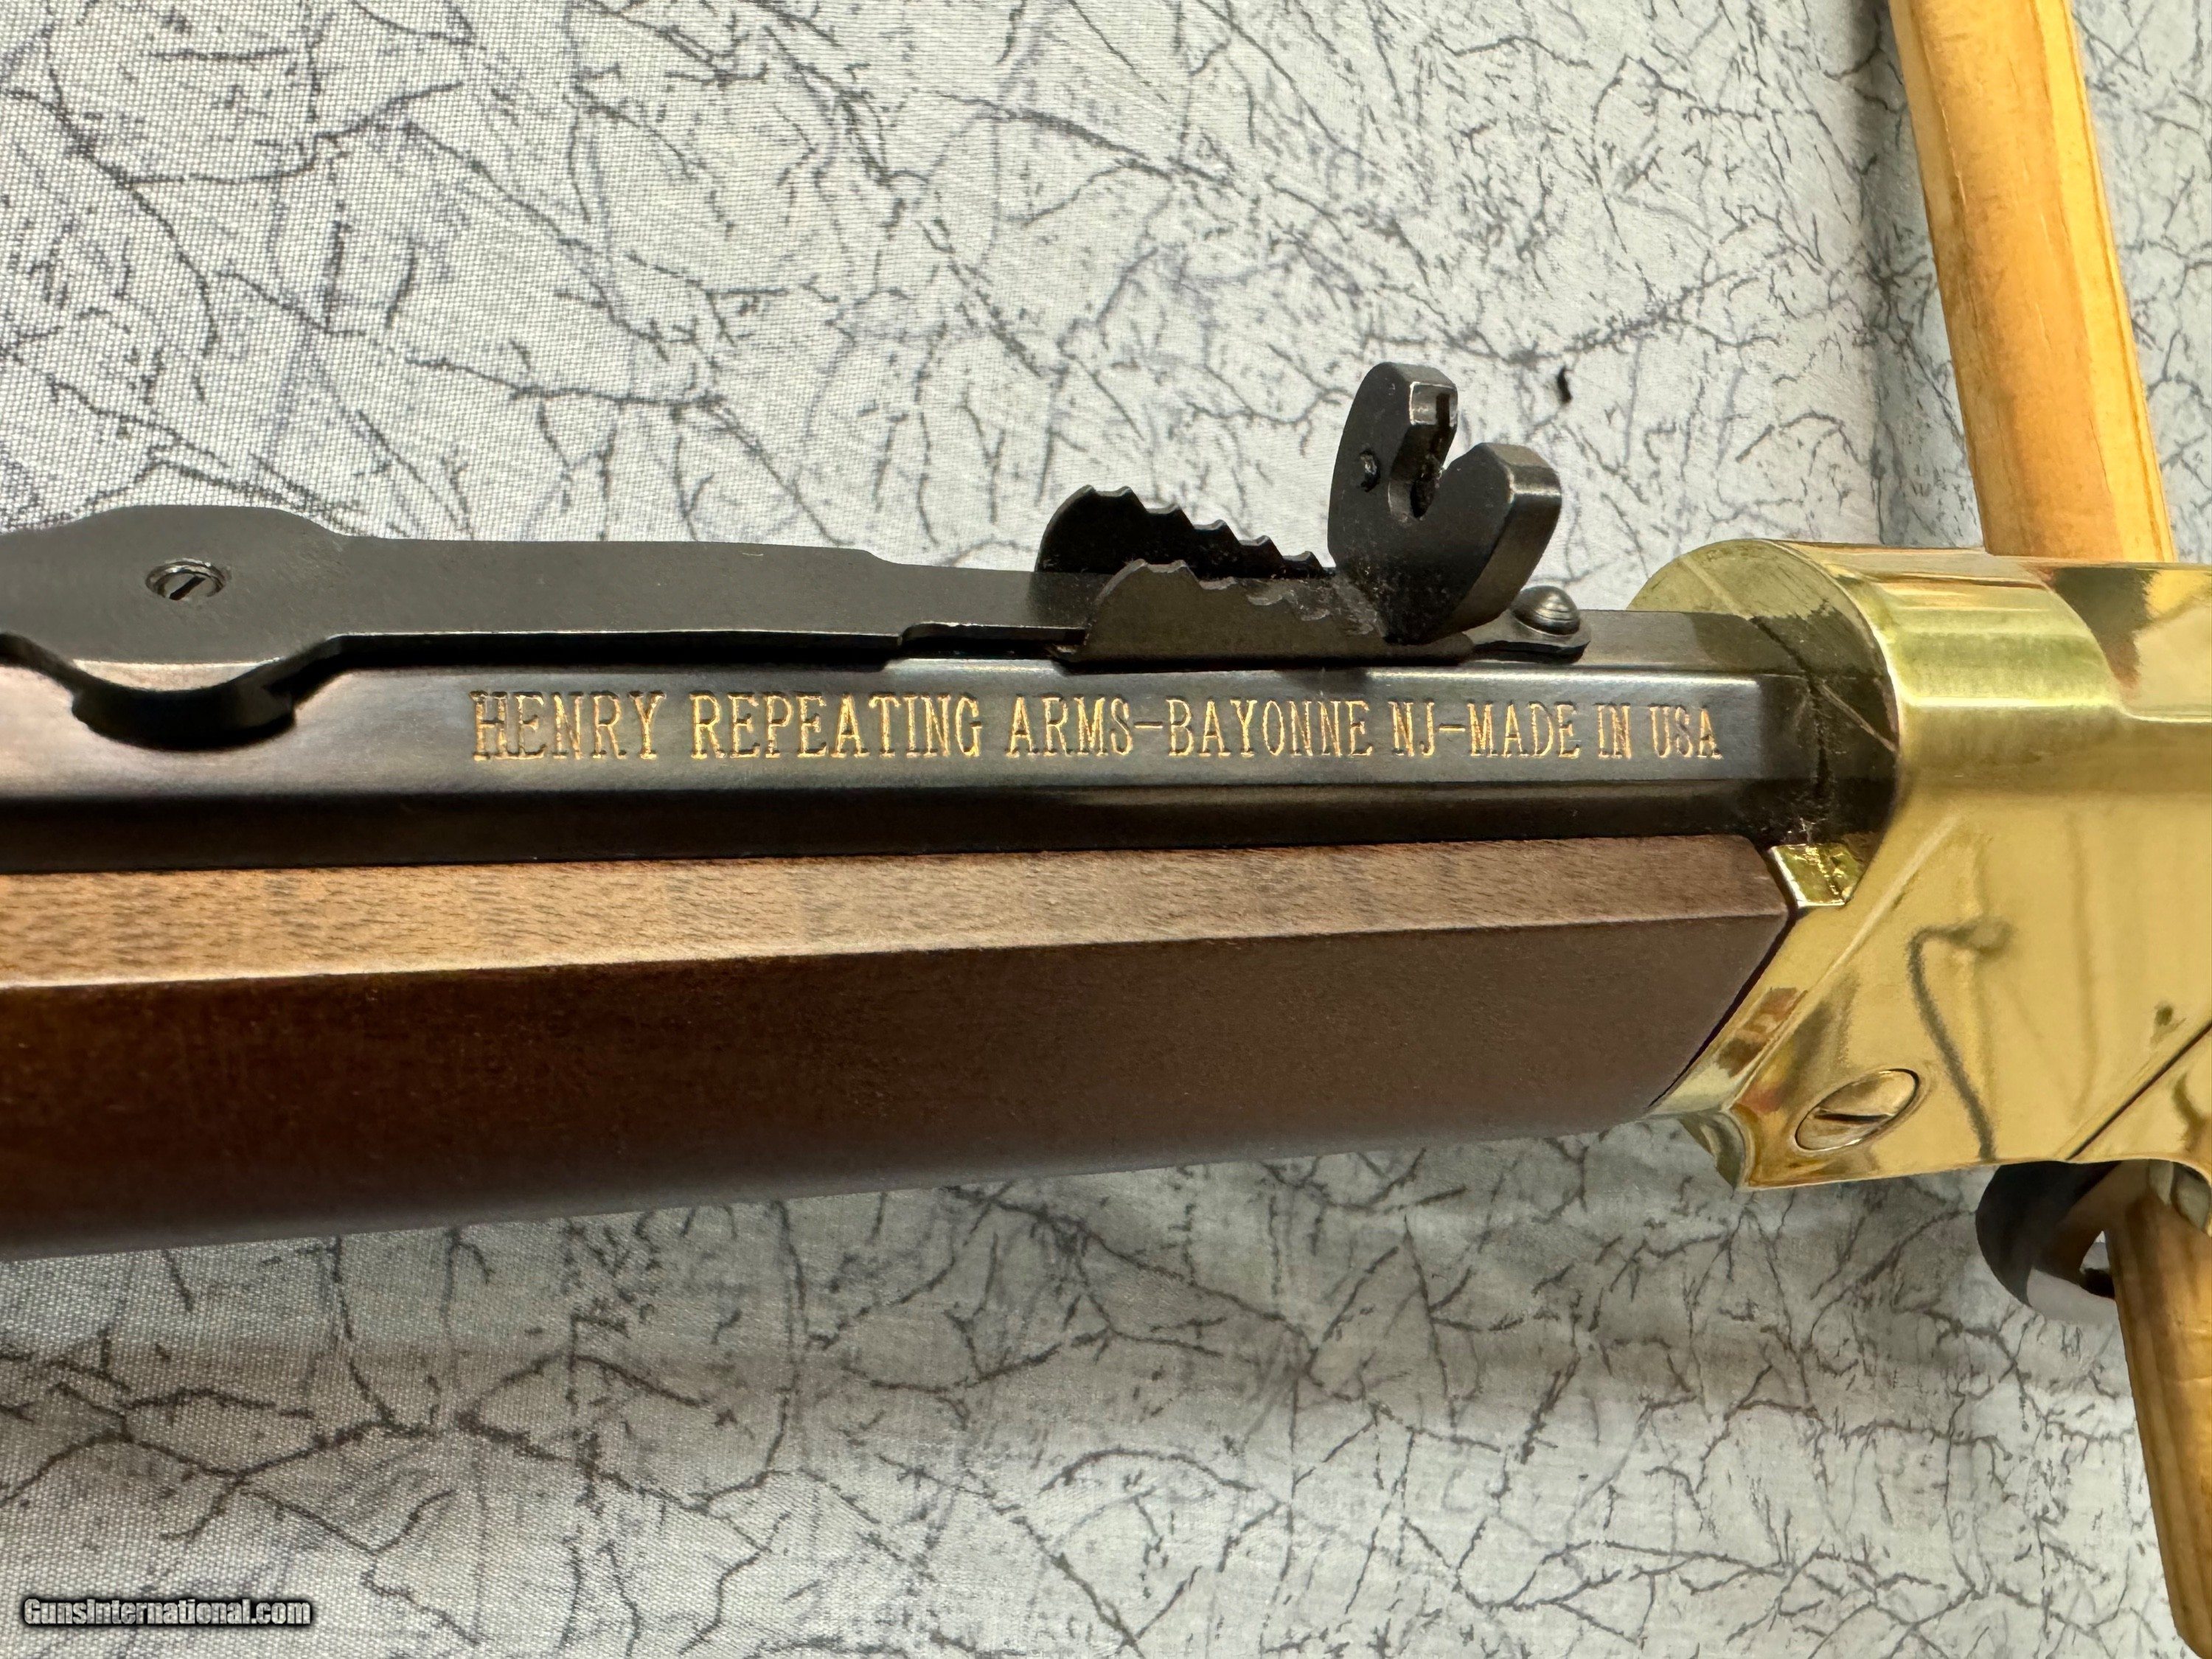 HENRY REPEATING ARMS-BAYONNE NJ-MADE IN USA
GunsInternational.com